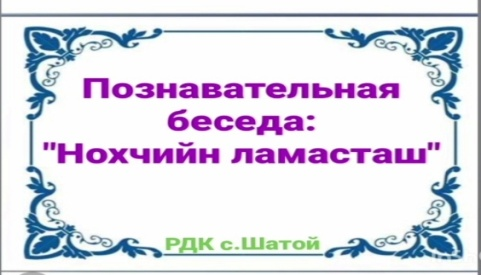 Познавательная
беседа:
"Нохчийн ламасташ"
РДК с.Шатой